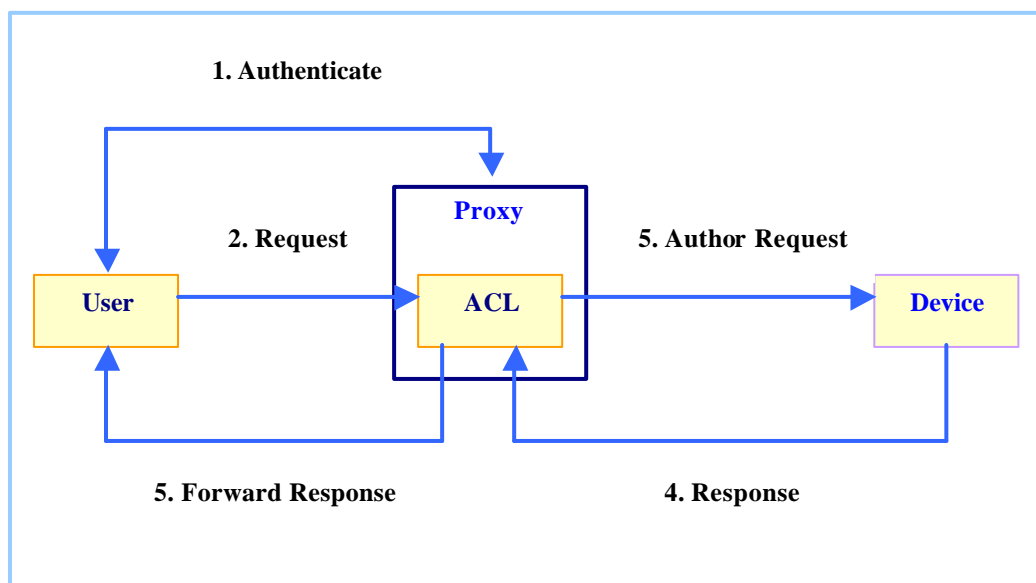 1. Authenticate
Proxy
2. Request
5. Author Request
User
ACL
Device
5. Forward Response
4. Response